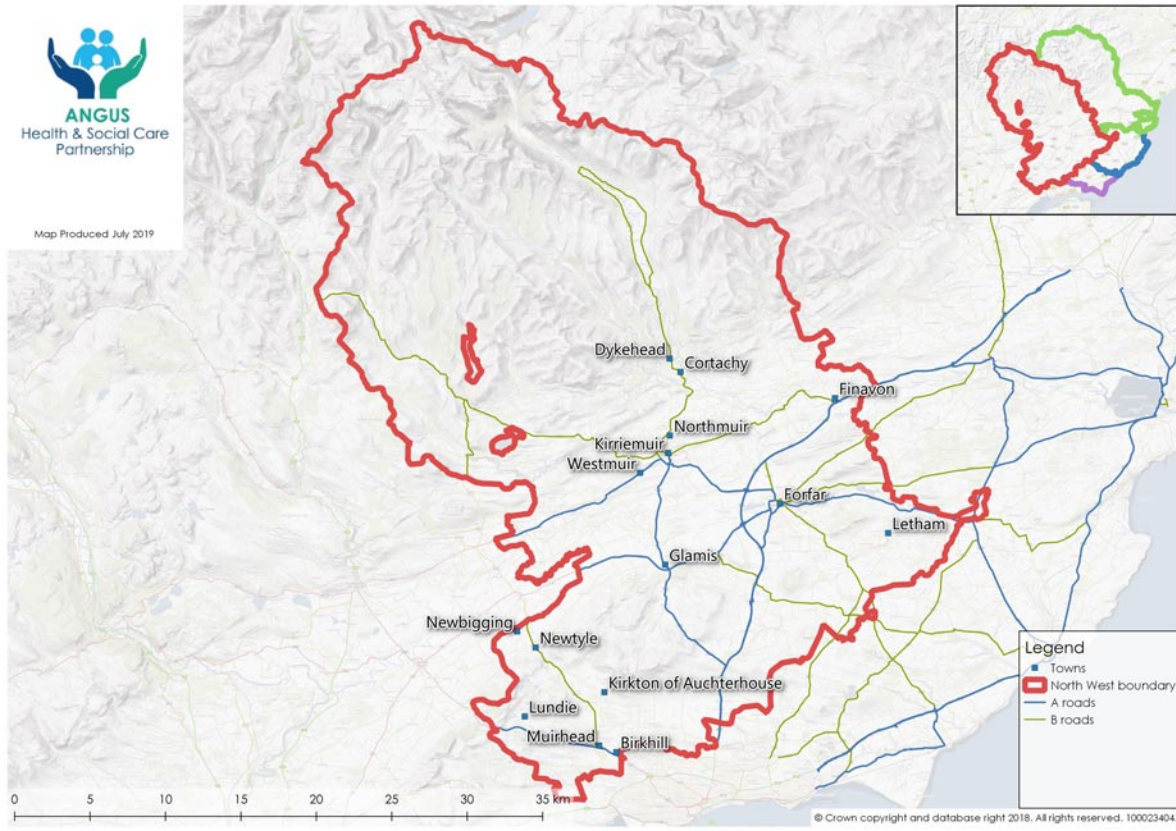 ANGUS
Health & Social Care
Partnership
Map Produced July 2019
Dykehead
Cortachy
Finavon
Northmuir
Kirriemuir
Westmuir
Forfar
Letham
Glamis
Newbigging
Newtyle
Kirkton of Auchterhouse
Lundie
Muirhead
Birkhill
Legend
Towns
North West boundary
A roads
B roads
0 5 10 15 20 25 30 35 km
© Crown copyright and database right 2018. All rights reserved.